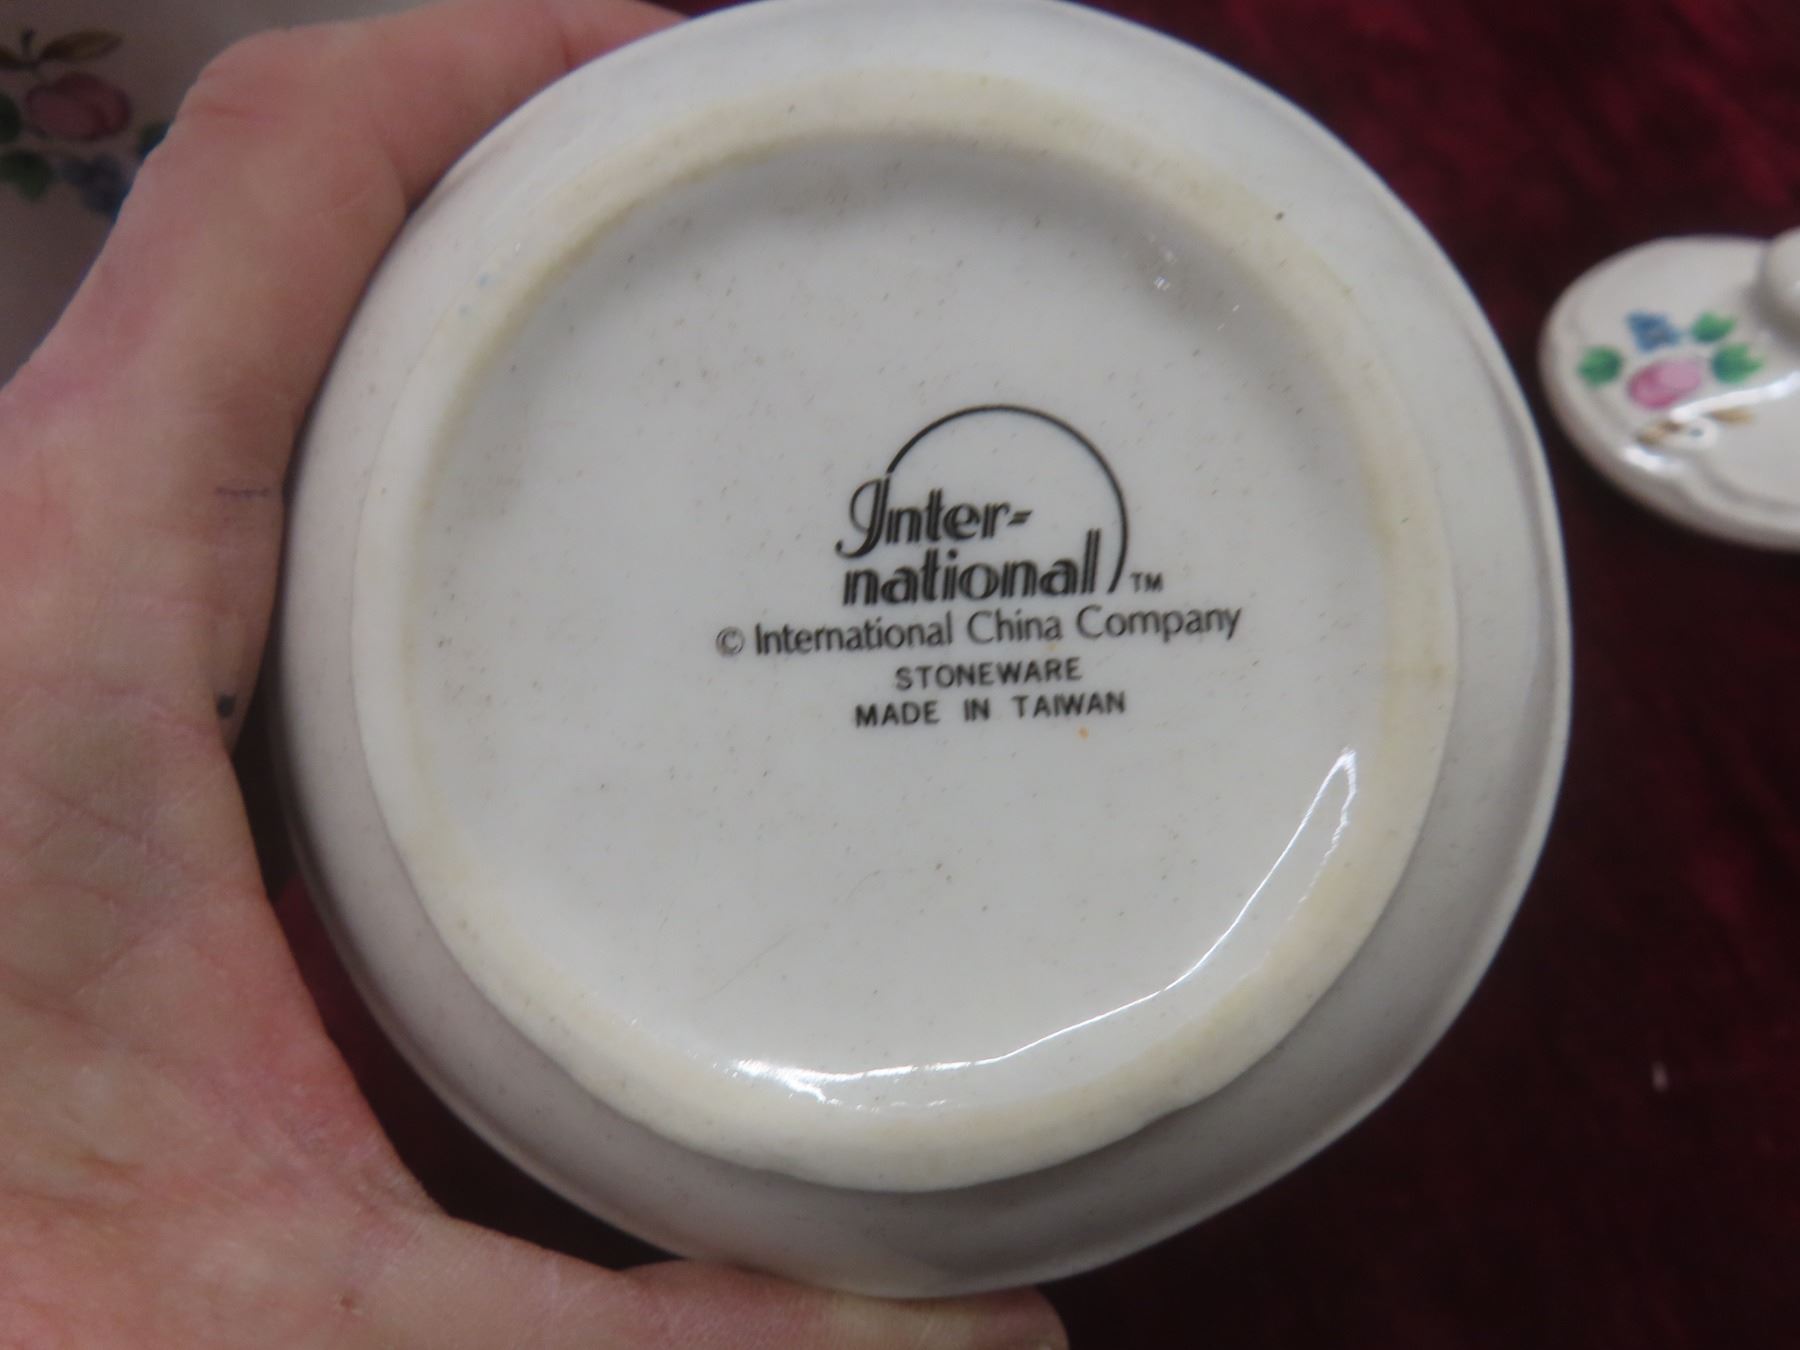 Inter-
national™
© International China Company
STONEWARE
MADE IN TAIWAN